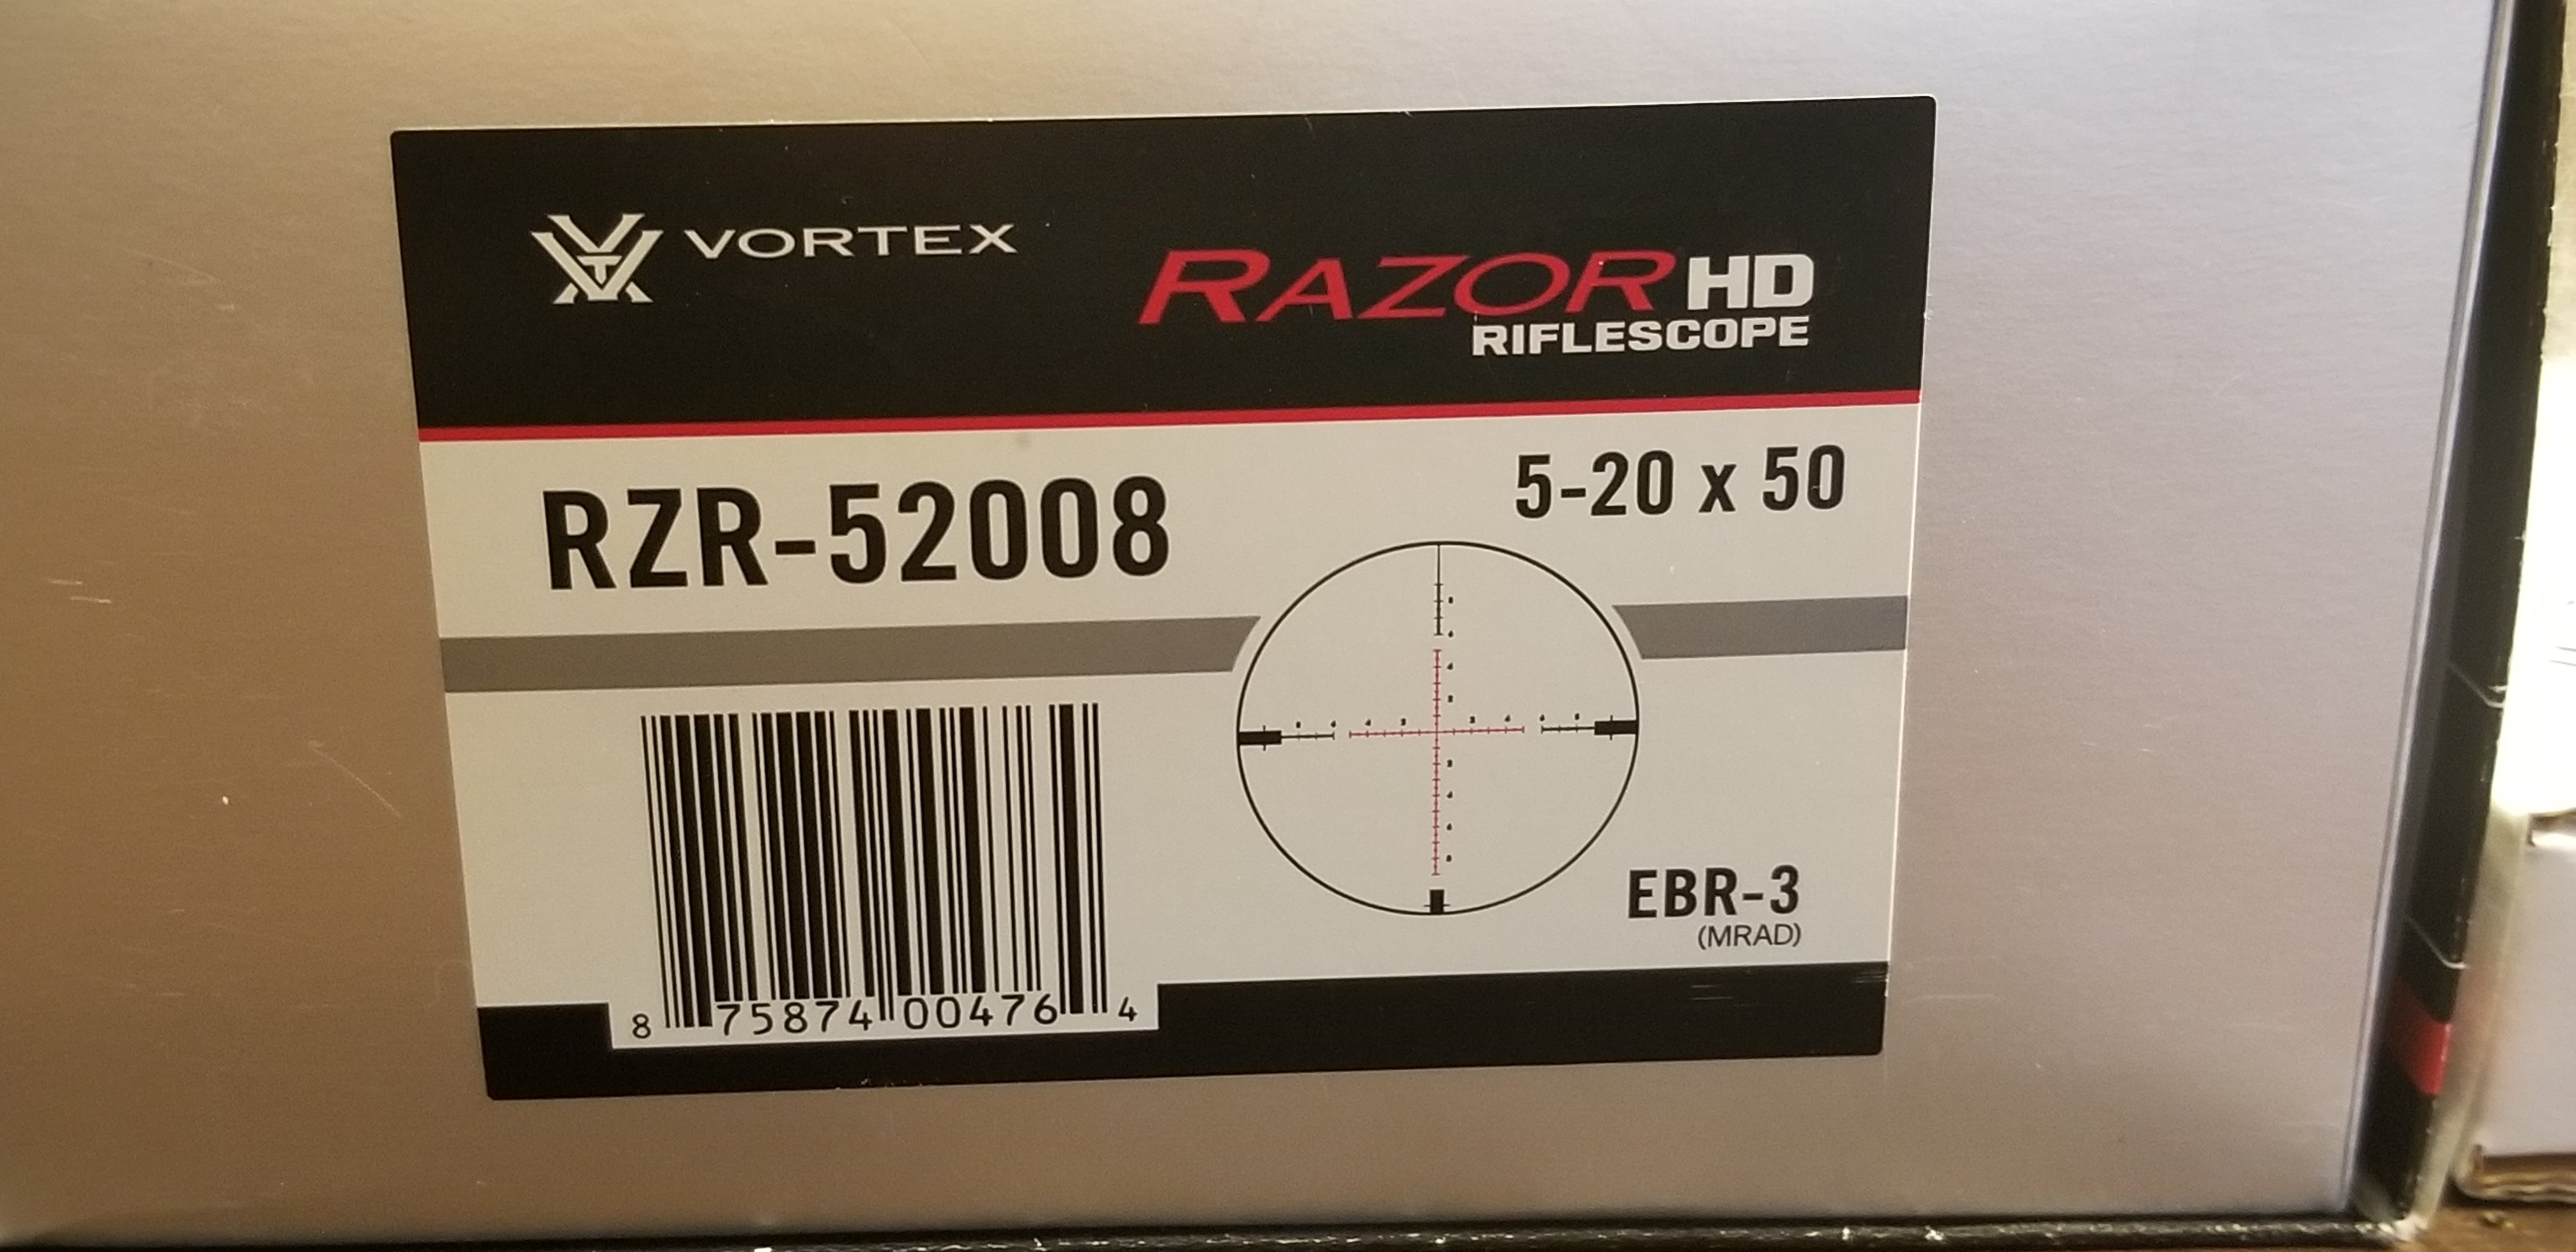 VORTEX
RAZOR HD
RIFLESCOPE
RZR-52008
5-20 x 50
EBR-3
(MRAD)
8 75874 00476 4